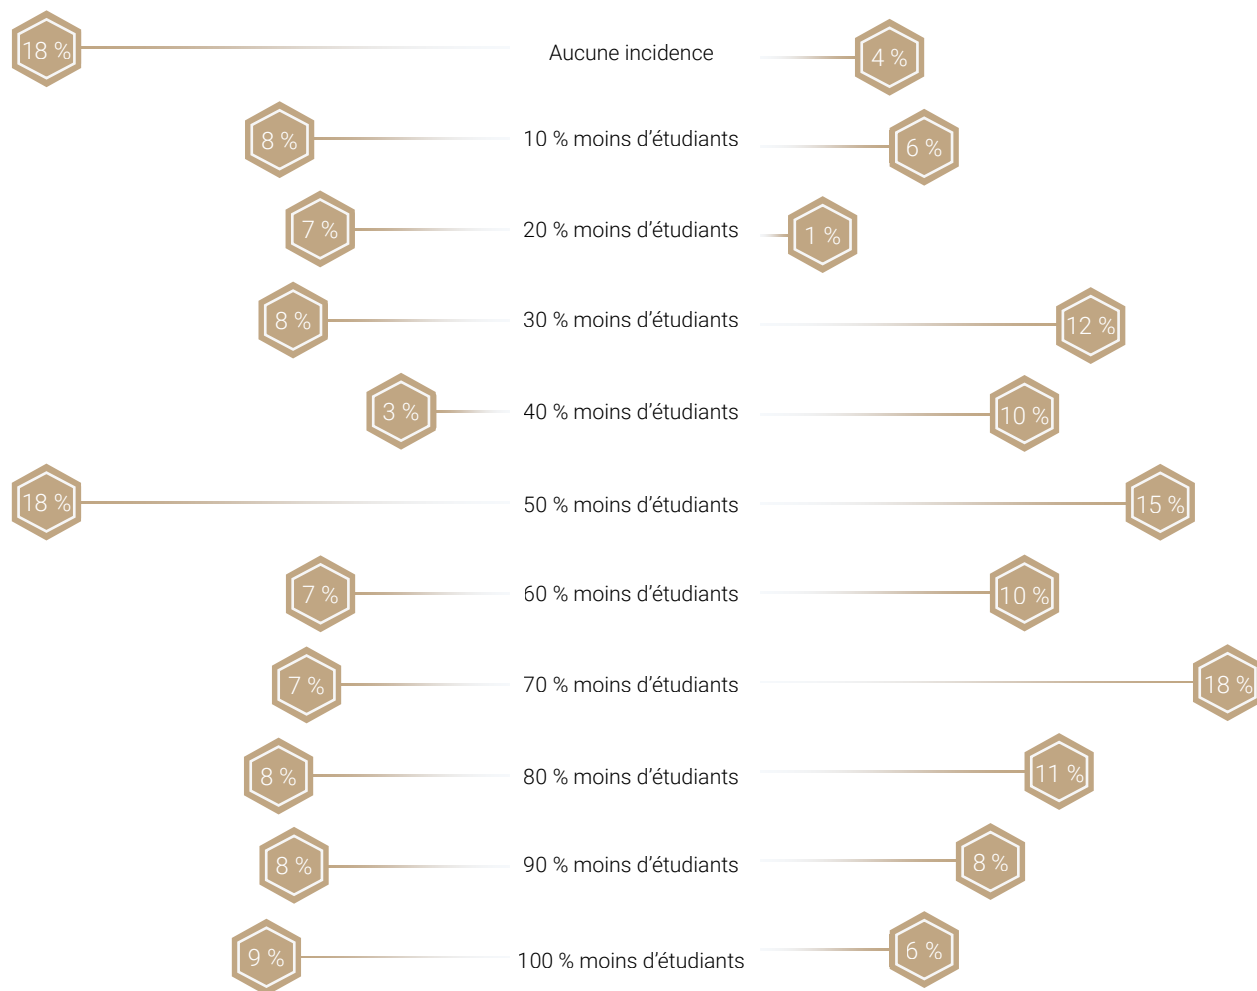 18 % Aucune incidence 4 %
8 % 10 % moins d’étudiants 6 %
7 % 20 % moins d’étudiants 1 %
8 % 30 % moins d’étudiants 12 %
3 % 40 % moins d’étudiants 10 %
18 % 50 % moins d’étudiants 15 %
7 % 60 % moins d’étudiants 10 %
7 % 70 % moins d’étudiants 18 %
8 % 80 % moins d’étudiants 11 %
8 % 90 % moins d’étudiants 8 %
9 % 100 % moins d’étudiants 6 %